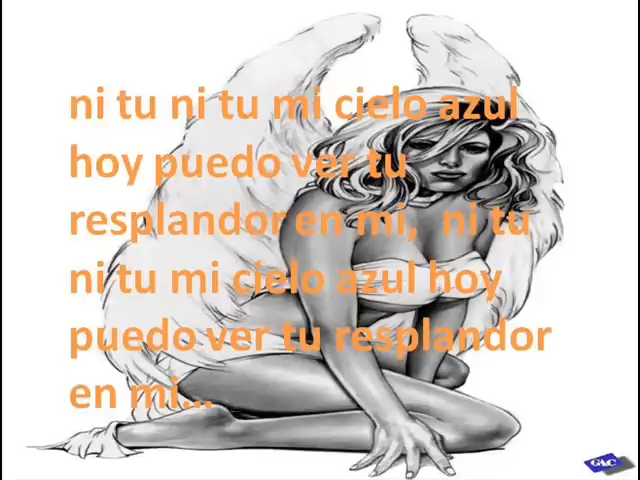 ni tu ni tu mi cielo azul
hoy puedo ver tu
resplandor en mi,  ni tu
ni tu mi cielo azul hoy
puedo ver tu resplandor
en mi...
G&C